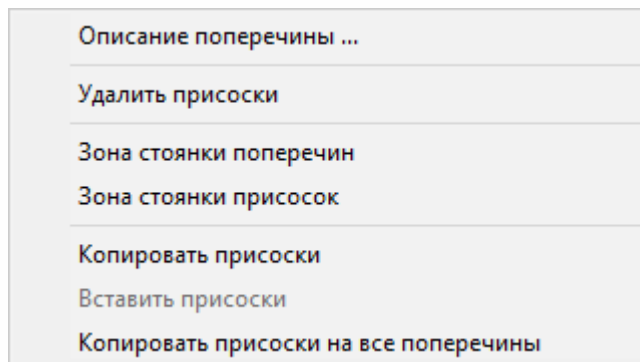 Описание поперечины ...
Удалить присоски
Зона стоянки поперечин
Зона стоянки присосок
Копировать присоски
Вставить присоски
Копировать присоски на все поперечины